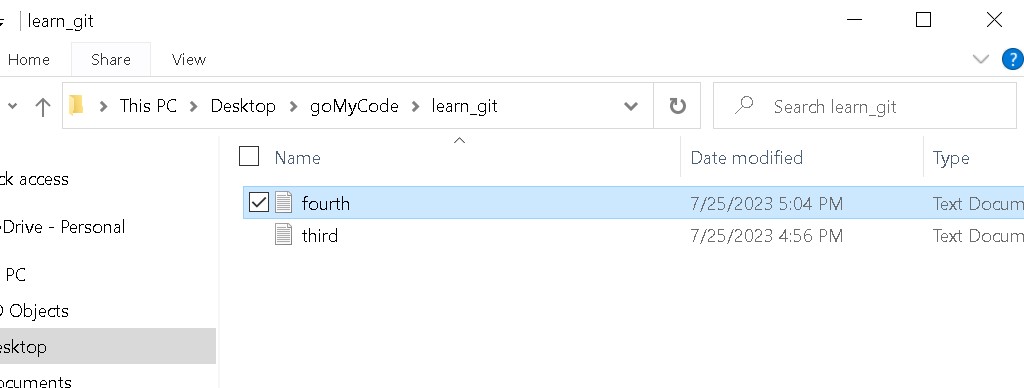 learn_git
Home Share View
This PC Desktop goMyCode learn_git Search learn_git
Name Date modified Type
ck access
fourth 7/25/2023 5:04 PM Text Docum
Drive - Personal
third 7/25/2023 4:56 PM Text Docum
PC
Objects
esktop
ocuments